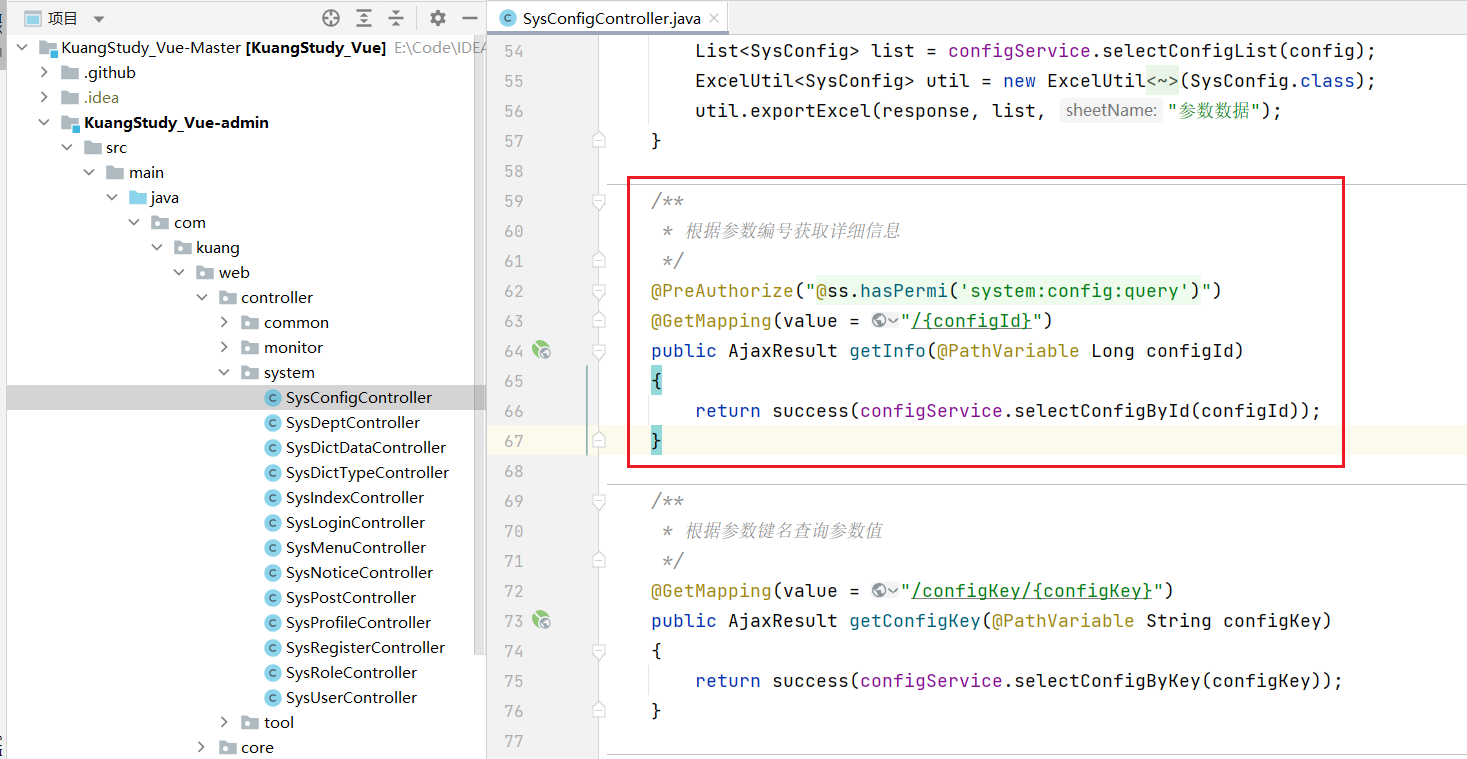 项目
KuangStudy_Vue-Master [KuangStudy_Vue] E:\Code\IDEA
.github
.idea
KuangStudy_Vue-admin
src
main
java
com
kuang
web
controller
common
monitor
system
SysConfigController
SysDeptController
SysDictDataController
SysDictTypeController
SysIndexController
SysLoginController
SysMenuController
SysNoticeController
SysPostController
SysProfileController
SysRegisterController
SysRoleController
SysUserController
tool
core
SysConfigController.java
54 List<SysConfig> list = configService.selectConfigList(config);
55 ExcelUtil<SysConfig> util = new ExcelUtil<~>(SysConfig.class);
56 util.exportExcel(response, list, sheetName: "参数数据");
57 }
58
59 /**
60 * 根据参数编号获取详细信息
61 */
62 @PreAuthorize("@ss.hasPermi('system:config:query')")
63 @GetMapping(value = "/{configId}")
64 public AjaxResult getInfo(@PathVariable Long configId)
65 {
66 return success(configService.selectConfigById(configId));
67 }
68
69 /**
70 * 根据参数键名查询参数值
71 */
72 @GetMapping(value = "/configKey/{configKey}")
73 public AjaxResult getConfigKey(@PathVariable String configKey)
74 {
75 return success(configService.selectConfigByKey(configKey));
76 }
77